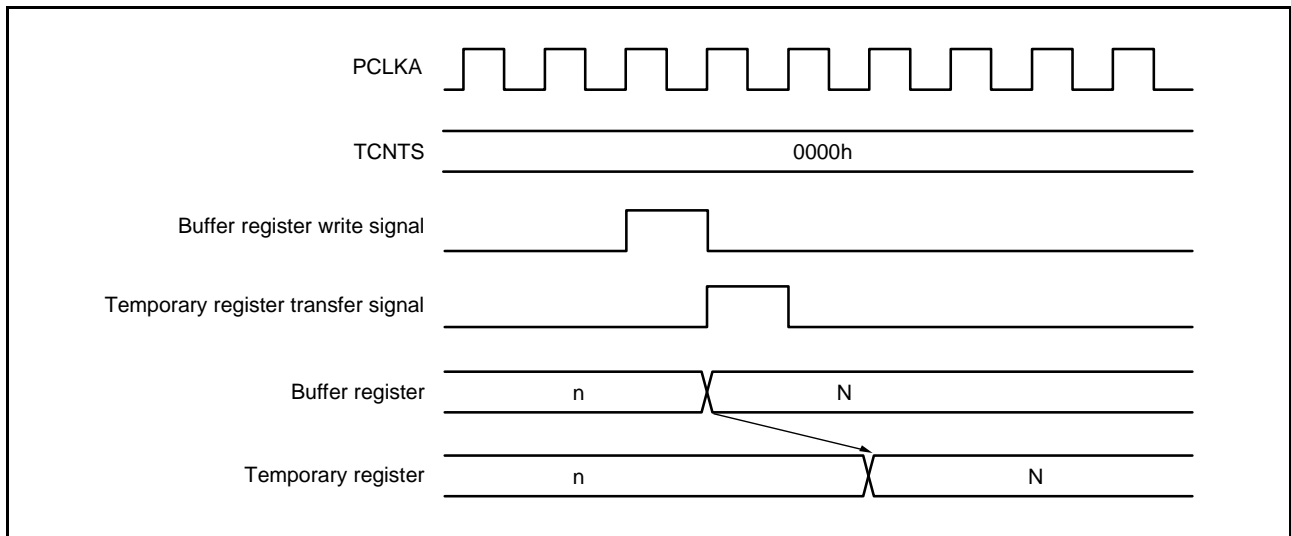 PCLKA
TCNTS 0000h
Buffer register write signal
Temporary register transfer signal
Buffer register n N
Temporary register n N